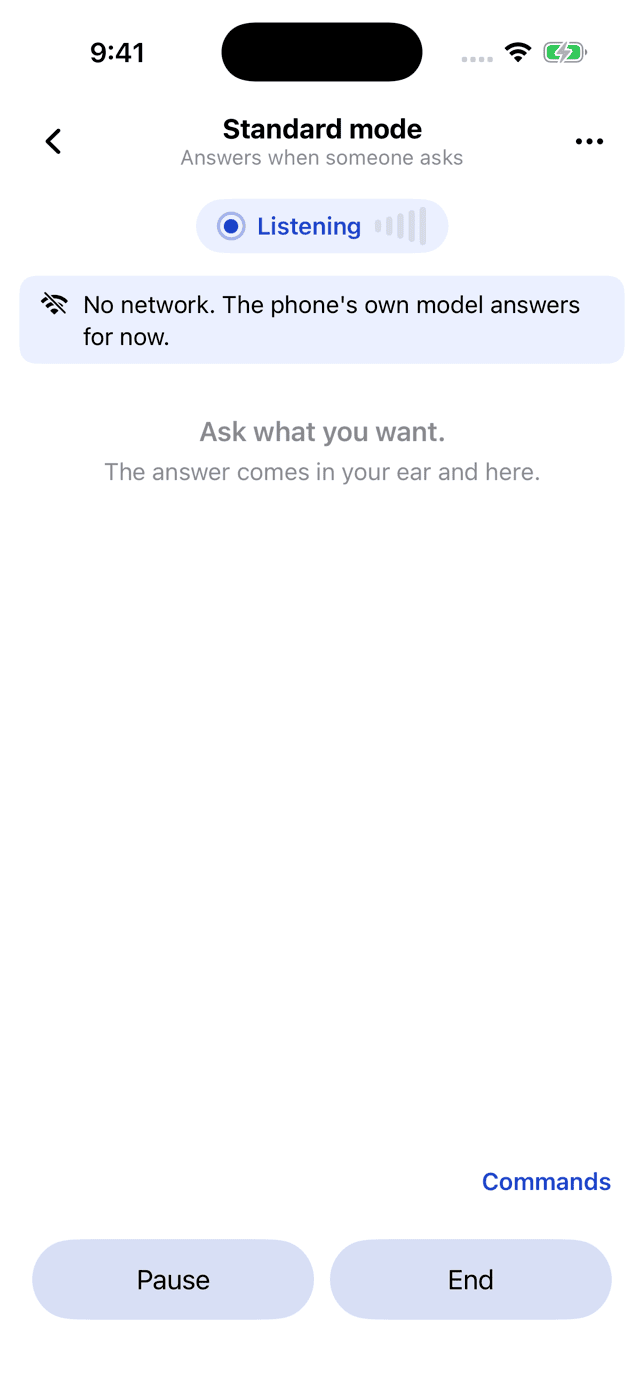 9:41
Standard mode
Answers when someone asks
Listening
No network. The phone's own model answers
for now.
Ask what you want.
The answer comes in your ear and here.
Commands
Pause
End